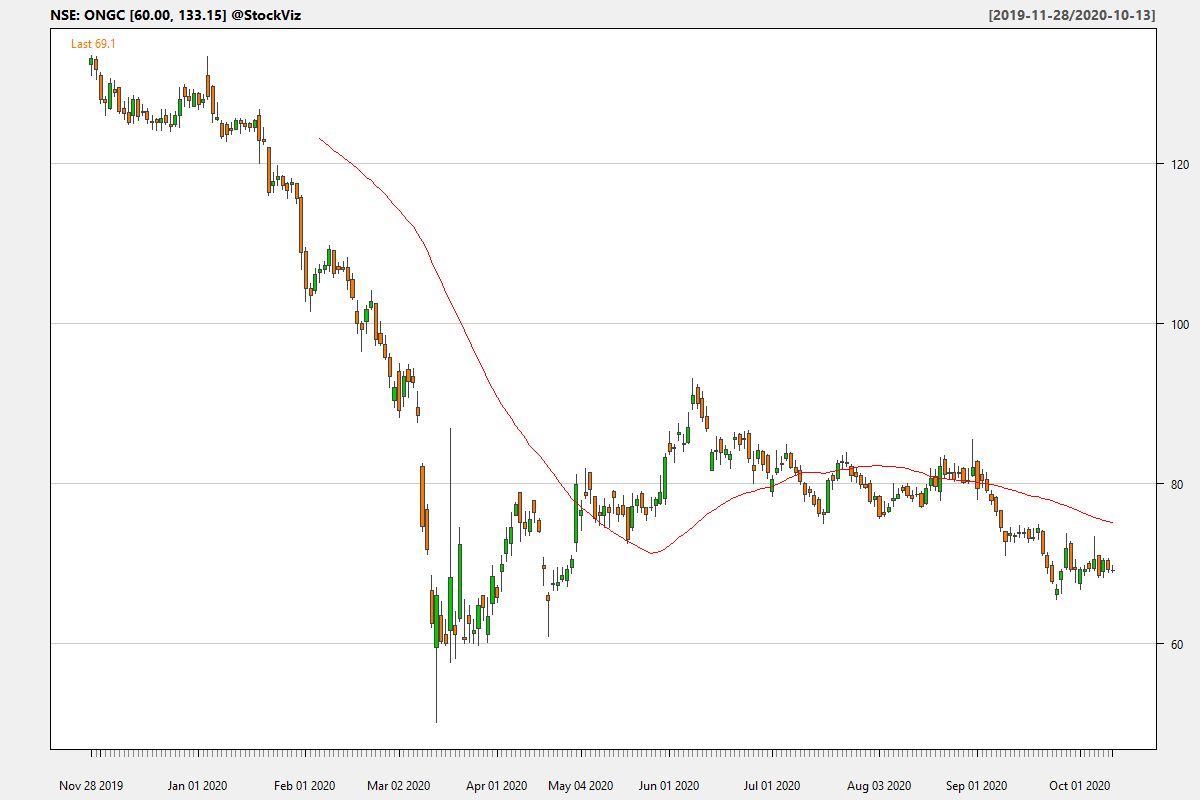 NSE: ONGC [60.00, 133.15] @StockViz [2019-11-28/2020-10-13]
Last 69.1
120
100
80
60
Nov 28 2019 Jan 01 2020 Feb 01 2020 Mar 02 2020 Apr 01 2020 May 04 2020 Jun 01 2020 Jul 01 2020 Aug 03 2020 Sep 01 2020 Oct 01 2020